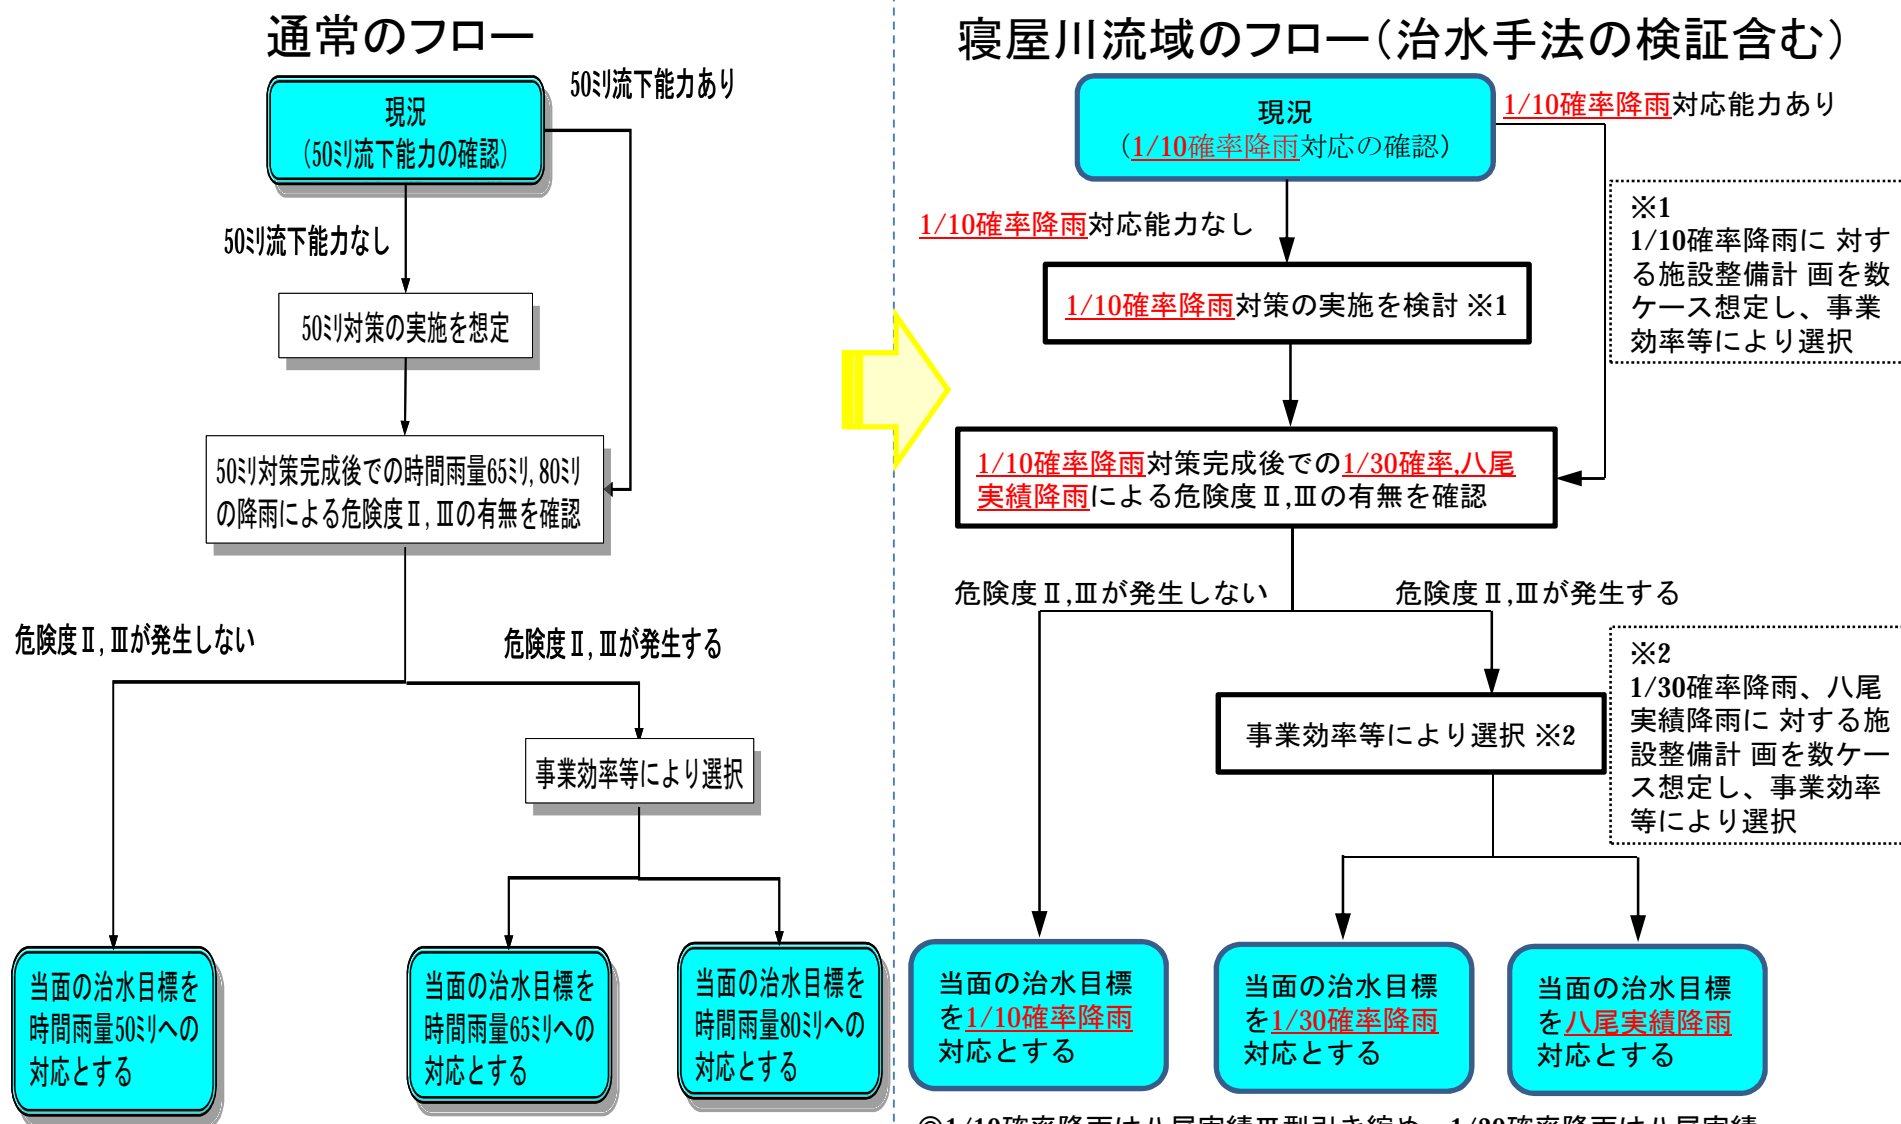 通常のフロー
50ミリ流下能力あり
現況
(50ミリ流下能力の確認)
50ミリ流下能力なし
50ミリ対策の実施を想定
50ミリ対策完成後での時間雨量65ミリ,80ミリ
の降雨による危険度Ⅱ,Ⅲの有無を確認
危険度Ⅱ,Ⅲが発生しない
危険度Ⅱ,Ⅲが発生する
事業効率等により選択
当面の治水目標を
時間雨量50ミリへの
対応とする
当面の治水目標を
時間雨量65ミリへの
対応とする
当面の治水目標を
時間雨量80ミリへの
対応とする
寝屋川流域のフロー(治水手法の検証含む)
1/10確率降雨対応能力あり
現況
(1/10確率降雨対応の確認)
1/10確率降雨対応能力なし
※1
1/10確率降雨に 対す
る施設整備計 画を数
ケース想定し、事業
効率等により選択
1/10確率降雨対策の実施を検討 ※1
1/10確率降雨対策完成後での1/30確率,八尾
実績降雨による危険度Ⅱ,Ⅲの有無を確認
危険度Ⅱ,Ⅲが発生しない
危険度Ⅱ,Ⅲが発生する
※2
1/30確率降雨、八尾
実績降雨に 対する施
設整備計 画を数ケー
ス想定し、事業効率
等により選択
事業効率等により選択 ※2
当面の治水目標
を1/10確率降雨
対応とする
当面の治水目標
を1/30確率降雨
対応とする
当面の治水目標
を八尾実績降雨
対応とする